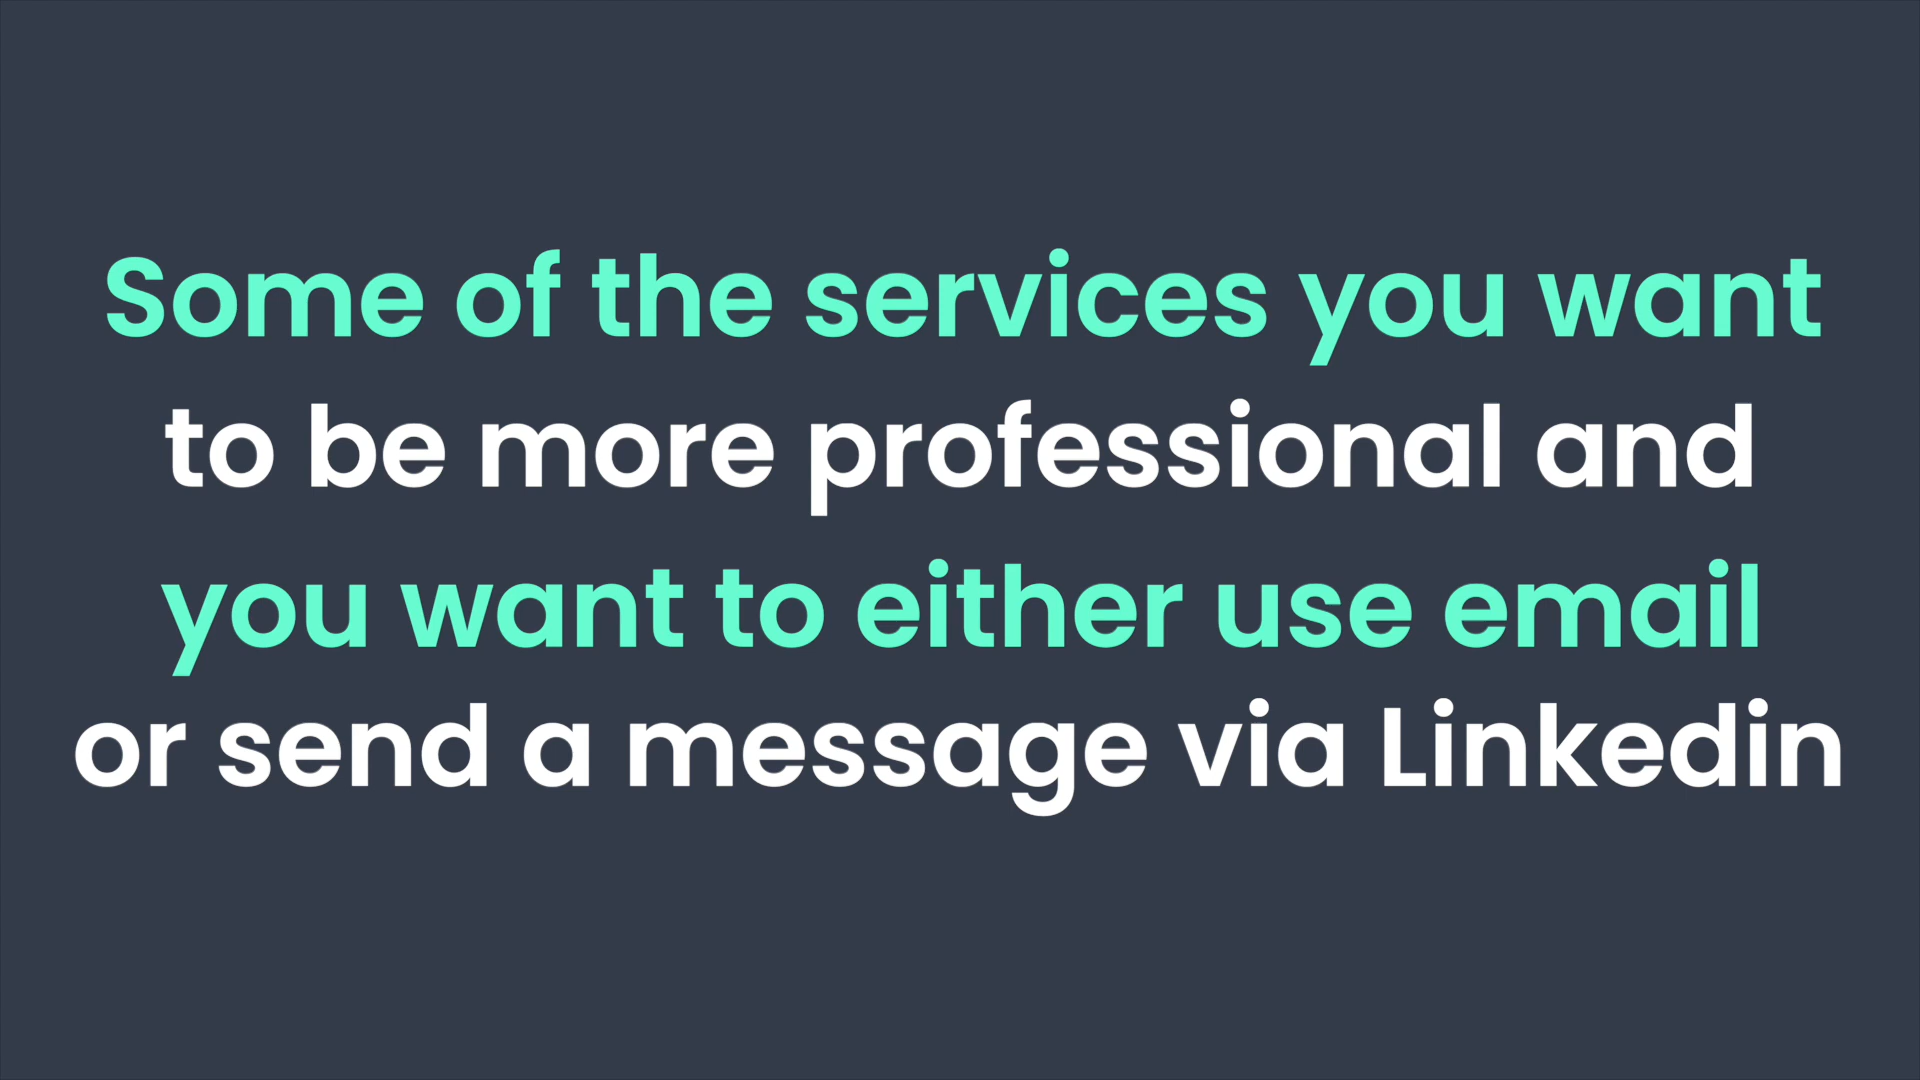 Some of the services you want
to be more professional and
you want to either use email
or send a message via Linkedin